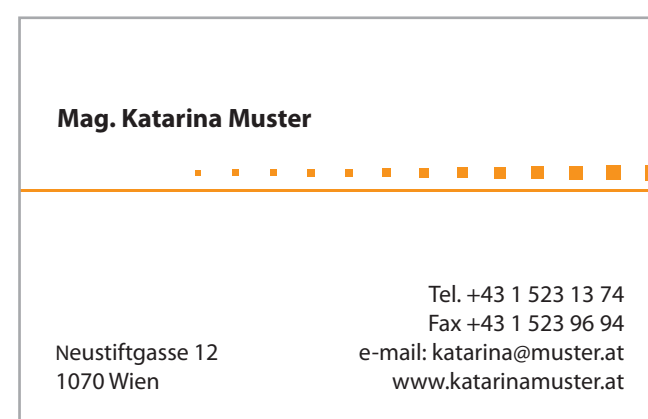 Mag. Katarina Muster
Tel. +43 1 523 13 74
Fax +43 1 523 96 94
Neustiftgasse 12
e-mail: katarina@muster.at
1070 Wien
www.katarinamuster.at